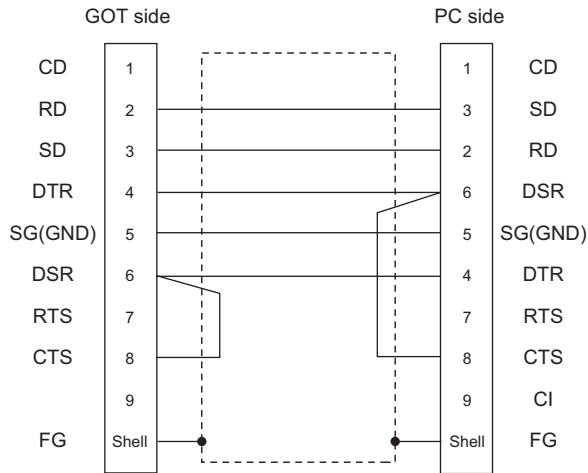 GOT side PC side
CD 1 1 CD
RD 2 3 SD
SD 3 2 RD
DTR 4 6 DSR
SG(GND) 5 5 SG(GND)
DSR 6 4 DTR
RTS 7 7 RTS
CTS 8 8 CTS
9 9 CI
FG Shell Shell FG